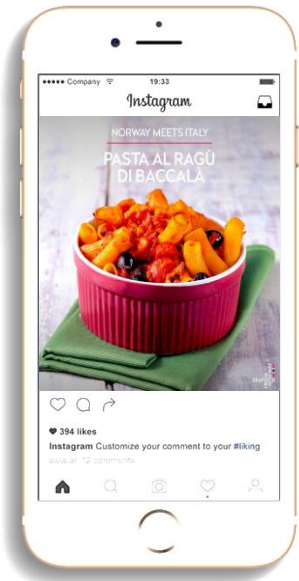 Company
19:33
Instagram
NORWAY MEETS ITALY
PASTA AL RAGÙ
DI BACCALÀ
394 likes
Instagram Customize your comment to your #liking
view all 12 comments